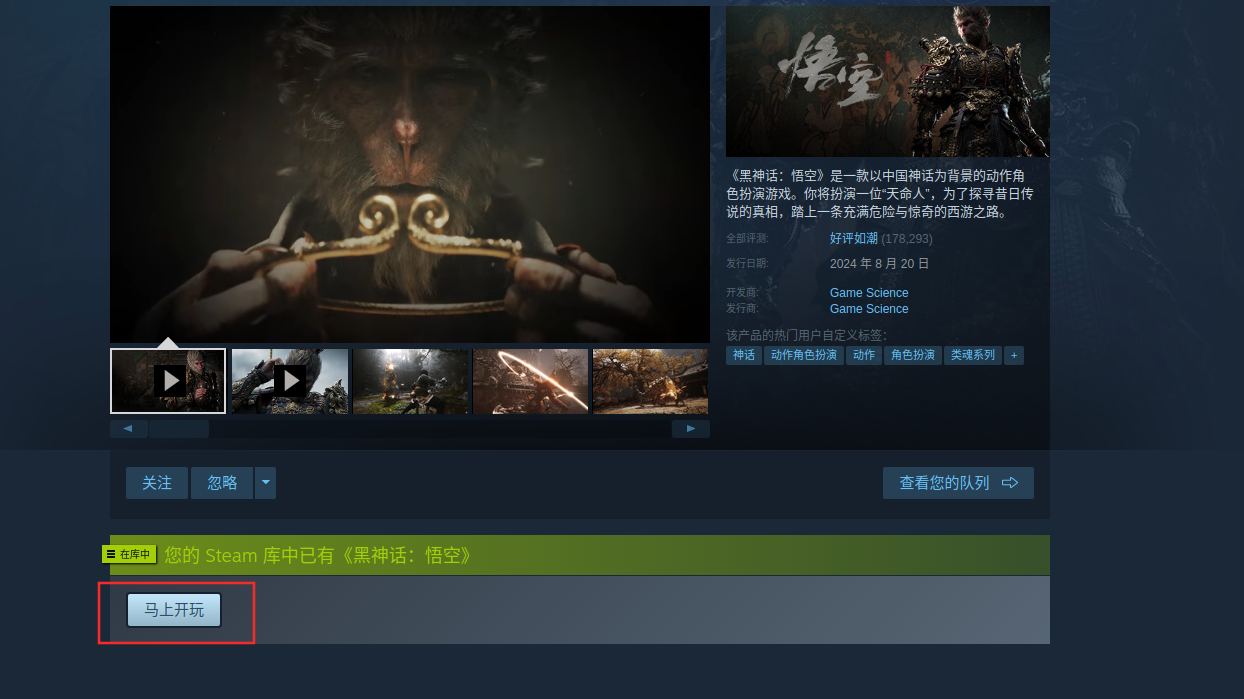 悟空
《黑神话：悟空》是一款以中国神话为背景的动作角
色扮演游戏。你将扮演一位“天命人”，为了探寻昔日传
说的真相，踏上一条充满危险与惊奇的西游之路。
全部评测:
好评如潮 (178,293)
发行日期:
2024 年 8 月 20 日
开发商:
Game Science
发行商:
Game Science
该产品的热门用户自定义标签：
神话 动作角色扮演 动作 角色扮演 类魂系列 +
关注 忽略
查看您的队列
在库中 您的 Steam 库中已有《黑神话：悟空》
马上开玩